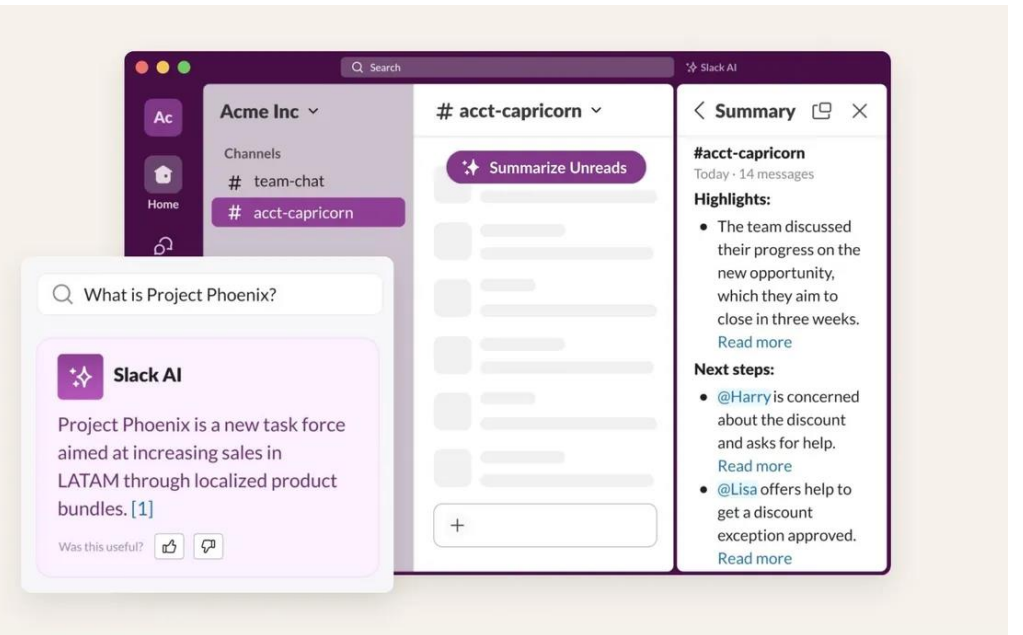 Search
Slack AI
Ac
Home
Acme Inc
Channels
# team-chat
# acct-capricorn
# acct-capricorn
Summarize Unreads
+
Summary
#acct-capricorn
Today · 14 messages
Highlights:
• The team discussed
their progress on the
new opportunity,
which they aim to
close in three weeks.
Read more
Next steps:
• @Harry is concerned
about the discount
and asks for help.
Read more
• @Lisa offers help to
get a discount
exception approved.
Read more
What is Project Phoenix?
Slack AI
Project Phoenix is a new task force
aimed at increasing sales in
LATAM through localized product
bundles. [1]
Was this useful?